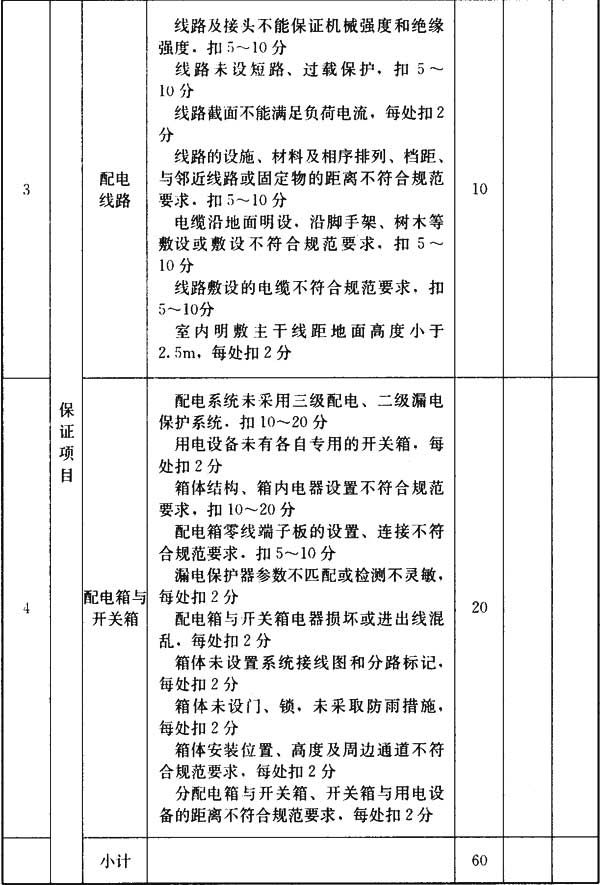 线路及接头不能保证机械强度和绝缘
强度，扣5～10分
线路未设短路、过载保护，扣5～
10分
线路截面不能满足负荷电流，每处扣2
分
线路的设施、材料及相序排列、档距、
与邻近线路或固定物的距离不符合规范
要求，扣5～10分
电缆沿地面明设，沿脚手架、树木等
敷设或敷设不符合规范要求，扣5～
10分
线路敷设的电缆不符合规范要求，扣
5～10分
室内明敷主干线距地面高度小于
2.5m，每处扣2分
3
配电
线路
10
保
证
项
目
配电系统未采用三级配电、二级漏电
保护系统，扣10～20分
用电设备未有各自专用的开关箱，每
处扣2分
箱体结构、箱内电器设置不符合规范
要求，扣10～20分
配电箱零线端子板的设置、连接不符
合规范要求，扣5～10分
漏电保护器参数不匹配或检测不灵敏，
每处扣2分
配电箱与开关箱电器损坏或进出线混
乱，每处扣2分
箱体未设置系统接线图和分路标记，
每处扣2分
箱体未设门、锁，未采取防雨措施，
每处扣2分
箱体安装位置、高度及周边通道不符
合规范要求，每处扣2分
分配电箱与开关箱、开关箱与用电设
备的距离不符合规范要求，每处扣2分
4
配电箱与
开关箱
20
小计
60